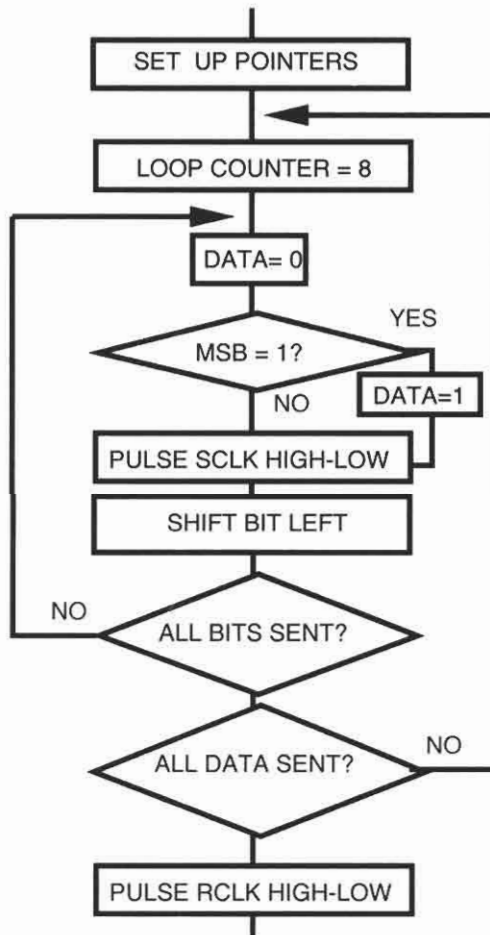 SET UP POINTERS
LOOP COUNTER = 8
DATA= 0
YES
MSB = 1?
DATA=1
NO
PULSE SCLK HIGH-LOW
SHIFT BIT LEFT
NO
ALL BITS SENT?
NO
ALL DATA SENT?
PULSE RCLK HIGH-LOW